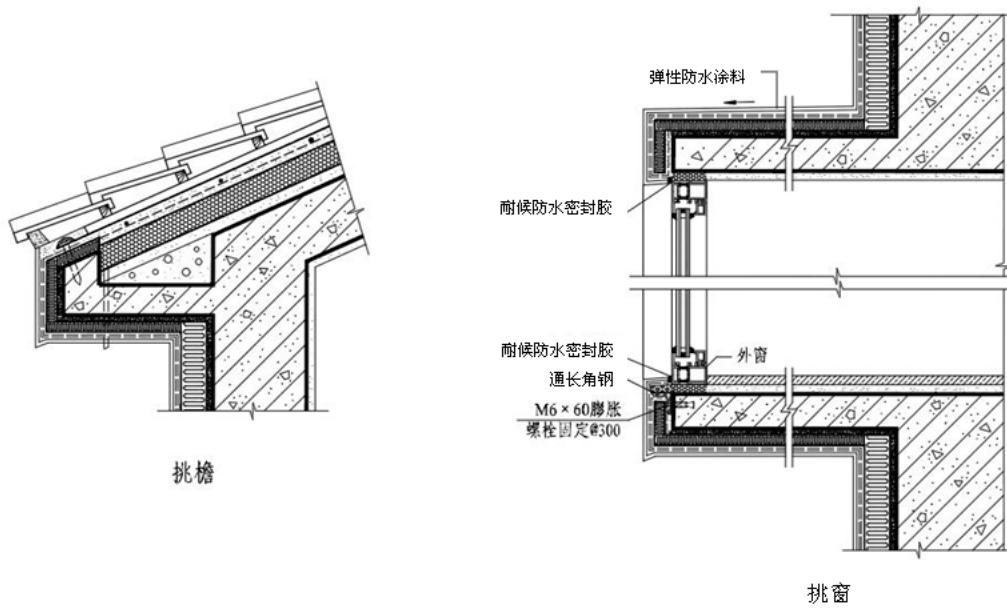 弹性防水涂料
耐候防水密封胶
耐候防水密封胶
外窗
通长角钢
M6×60膨胀
螺栓固定@300
挑檐
挑窗